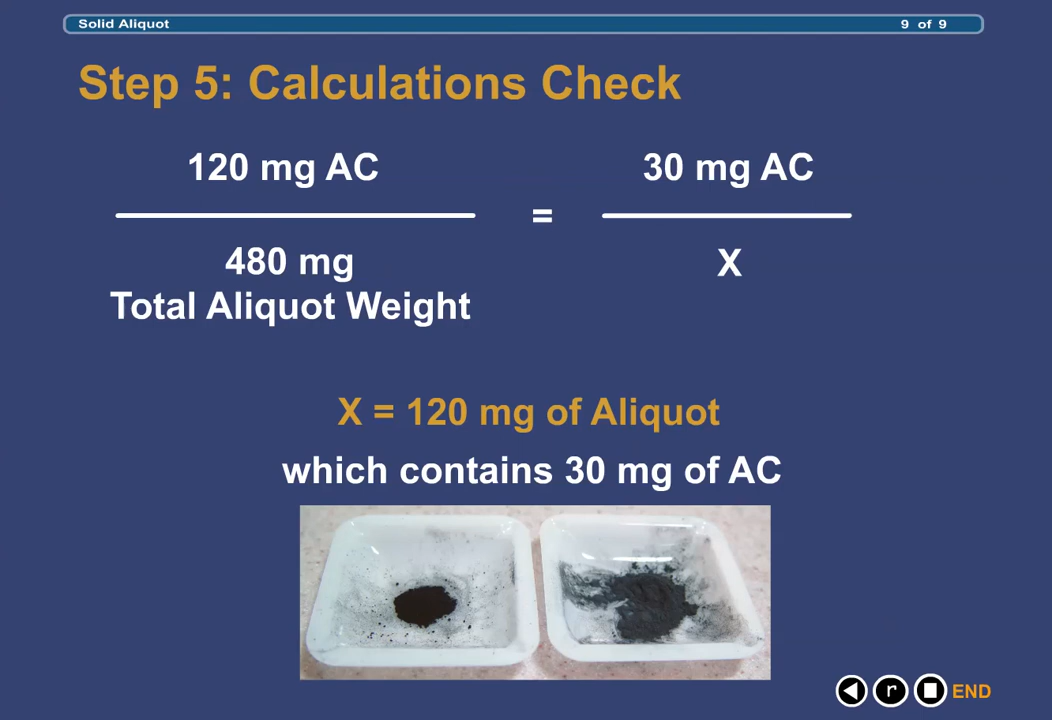 Solid Aliquot 9 of 9
Step 5: Calculations Check
120 mg AC
480 mg
Total Aliquot Weight
=
30 mg AC
X
X = 120 mg of Aliquot
which contains 30 mg of AC
r END